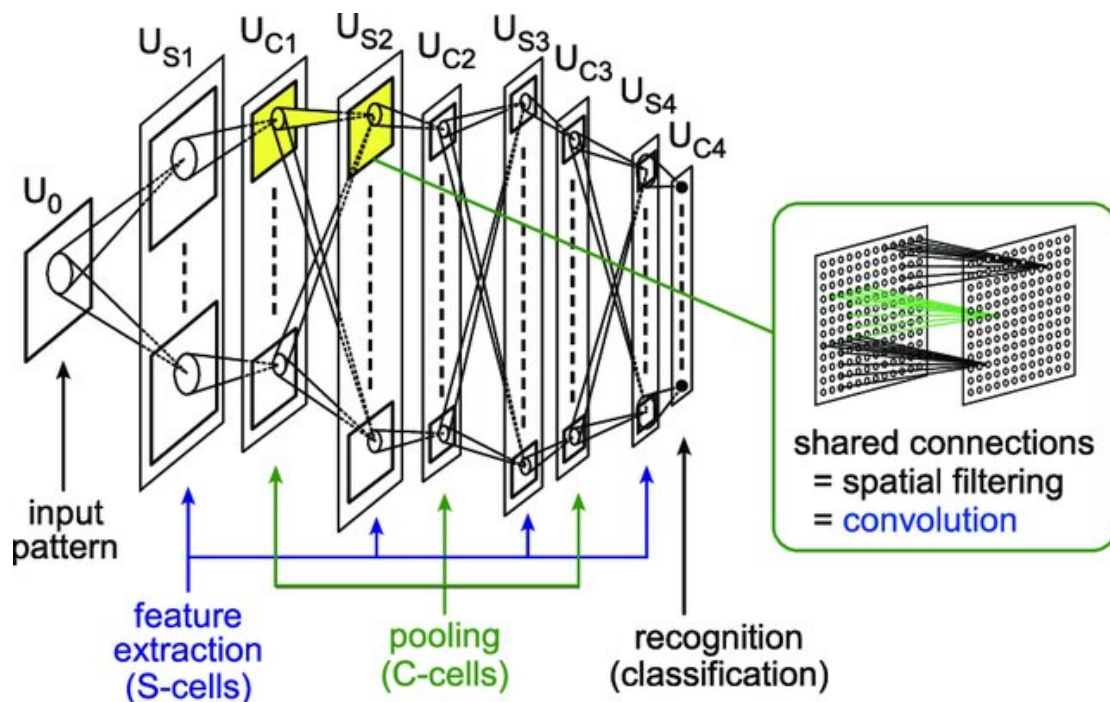 U0
US1
UC1
US2
UC2
US3
UC3
US4
UC4
input
pattern
feature
extraction
(S-cells)
pooling
(C-cells)
recognition
(classification)
shared connections
= spatial filtering
= convolution